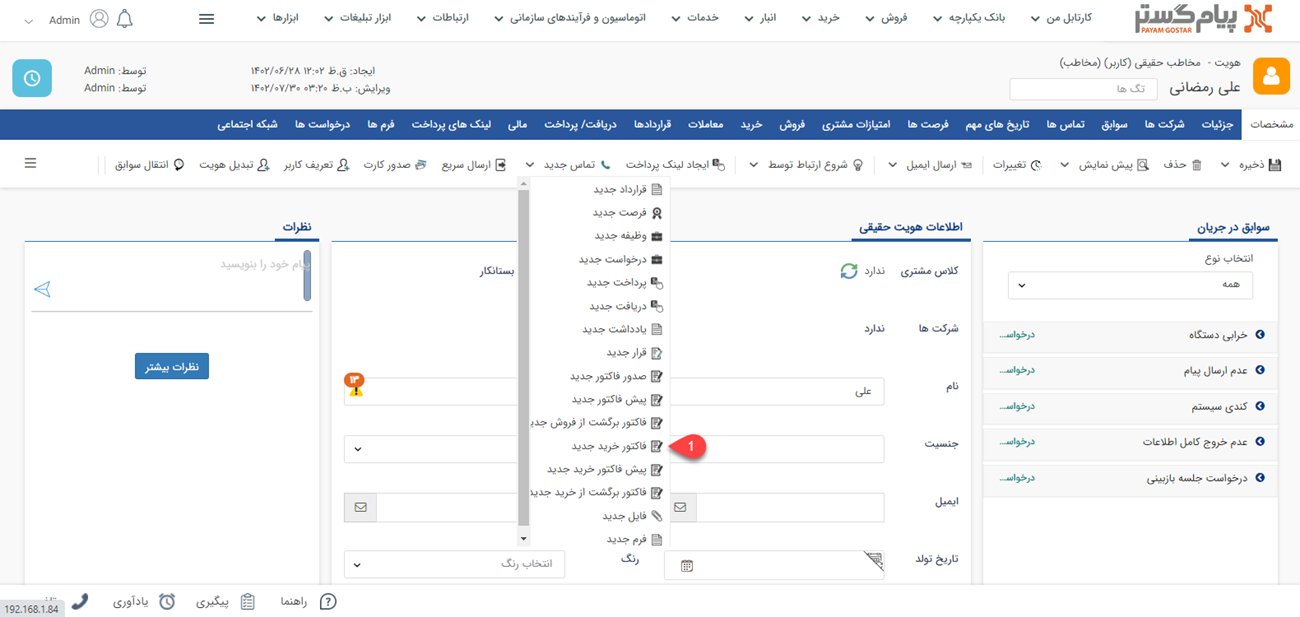 پیام گستر
PAYAM GOSTAR
کارتابل من
بانک یکپارچه
فروش
خرید
انبار
خدمات
اتوماسیون و فرآیندهای سازمانی
ارتباطات
ابزار تبلیغات
ابزارها
Admin
هویت - مخاطب حقیقی (کاربر) (مخاطب)
علی رمضانی
تگ ها
ایجاد: ق.ظ ۱۲:۰۲ ۱۴۰۲/۰۶/۲۸
توسط: Admin
ویرایش: ب.ظ ۰۳:۲۰ ۱۴۰۲/۰۷/۳۰
توسط: Admin
مشخصات
جزئیات
شرکت ها
سوابق
تماس ها
تاریخ های مهم
فرصت ها
امتیازات مشتری
فروش
خرید
معاملات
قراردادها
دریافت/ پرداخت
مالی
لینک های پرداخت
فرم ها
درخواست ها
شبکه اجتماعی
ذخیره
حذف
پیش نمایش
تغییرات
ارسال ایمیل
شروع ارتباط توسط
ایجاد لینک پرداخت
تماس جدید
ارسال سریع
صدور کارت
تعریف کاربر
تبدیل هویت
انتقال سوابق
سوابق در جریان
انتخاب نوع
همه
خرابی دستگاه
درخواس...
عدم ارسال پیام
درخواس...
کندی سیستم
درخواس...
عدم خروج کامل اطلاعات
درخواس...
درخواست جلسه بازبینی
درخواس...
اطلاعات هویت حقیقی
کلاس مشتری
ندارد
بستانکار
شرکت ها
ندارد
نام
علی
۱۳
جنسیت
ایمیل
تاریخ تولد
رنگ
انتخاب رنگ
قرارداد جدید
فرصت جدید
وظیفه جدید
درخواست جدید
پرداخت جدید
دریافت جدید
یادداشت جدید
قرار جدید
صدور فاکتور جدید
پیش فاکتور جدید
فاکتور برگشت از فروش جدید
فاکتور خرید جدید
1
پیش فاکتور خرید جدید
فاکتور برگشت از خرید جدید
فایل جدید
فرم جدید
نظرات
پیام خود را بنویسید
نظرات بیشتر
راهنما
پیگیری
یادآوری
192.168.1.84